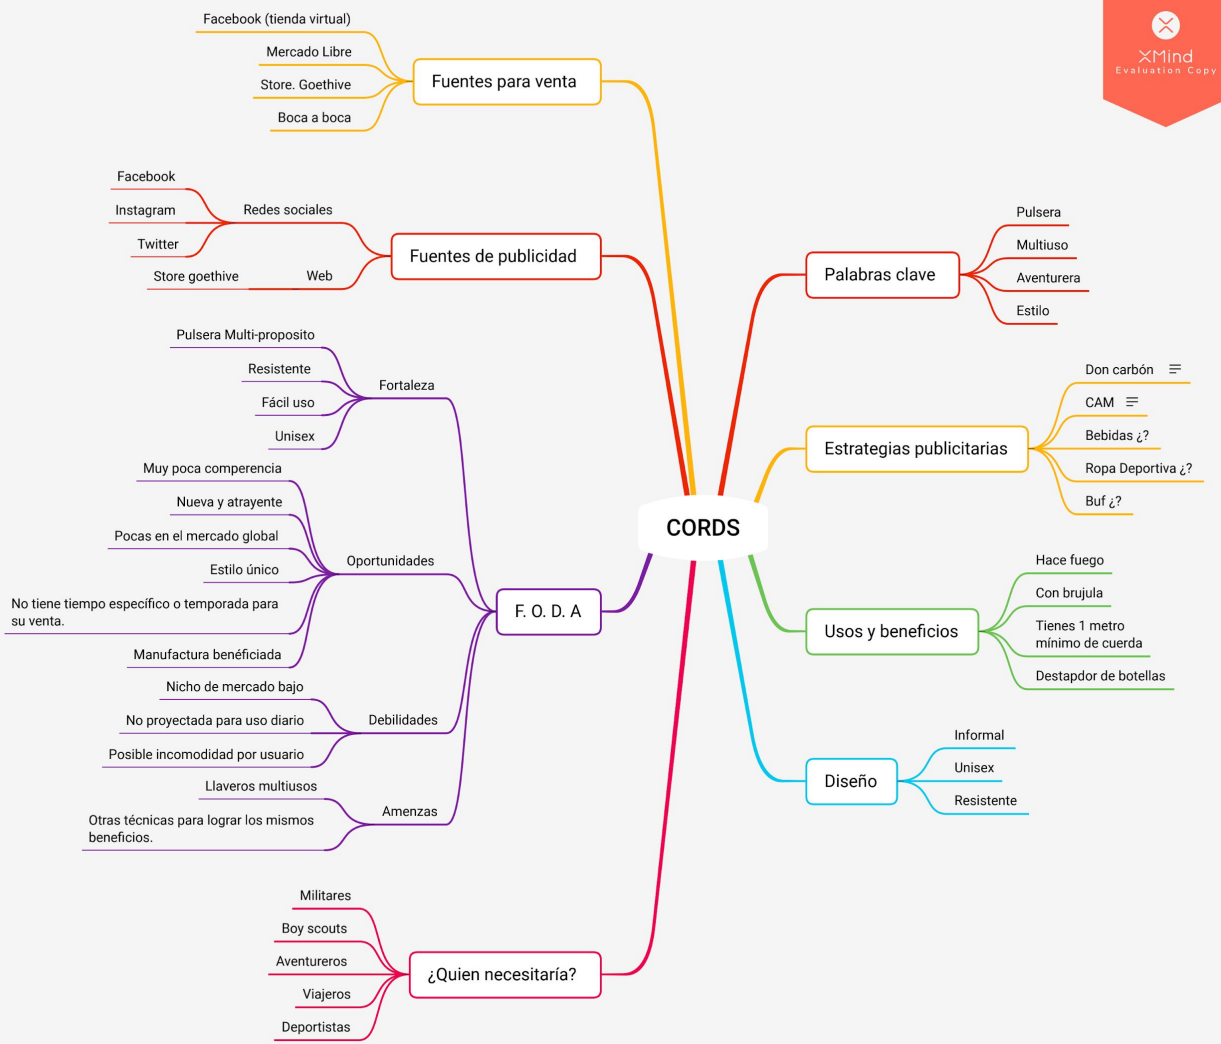 XMind
Evaluation Copy
CORDS
Palabras clave
Pulsera
Multiuso
Aventurera
Estilo
Estrategias publicitarias
Don carbón
CAM
Bebidas ¿?
Ropa Deportiva ¿?
Buf ¿?
Usos y beneficios
Hace fuego
Con brujula
Tienes 1 metro
mínimo de cuerda
Destapdor de botellas
Diseño
Informal
Unisex
Resistente
Fuentes para venta
Facebook (tienda virtual)
Mercado Libre
Store. Goethive
Boca a boca
Fuentes de publicidad
Redes sociales
Facebook
Instagram
Twitter
Web
Store goethive
F. O. D. A
Fortaleza
Pulsera Multi-proposito
Resistente
Fácil uso
Unisex
Oportunidades
Muy poca comperencia
Nueva y atrayente
Pocas en el mercado global
Estilo único
No tiene tiempo específico o temporada para
su venta.
Manufactura benéficiada
Debilidades
Nicho de mercado bajo
No proyectada para uso diario
Posible incomodidad por usuario
Amenzas
Llaveros multiusos
Otras técnicas para lograr los mismos
beneficios.
¿Quien necesitaría?
Militares
Boy scouts
Aventureros
Viajeros
Deportistas